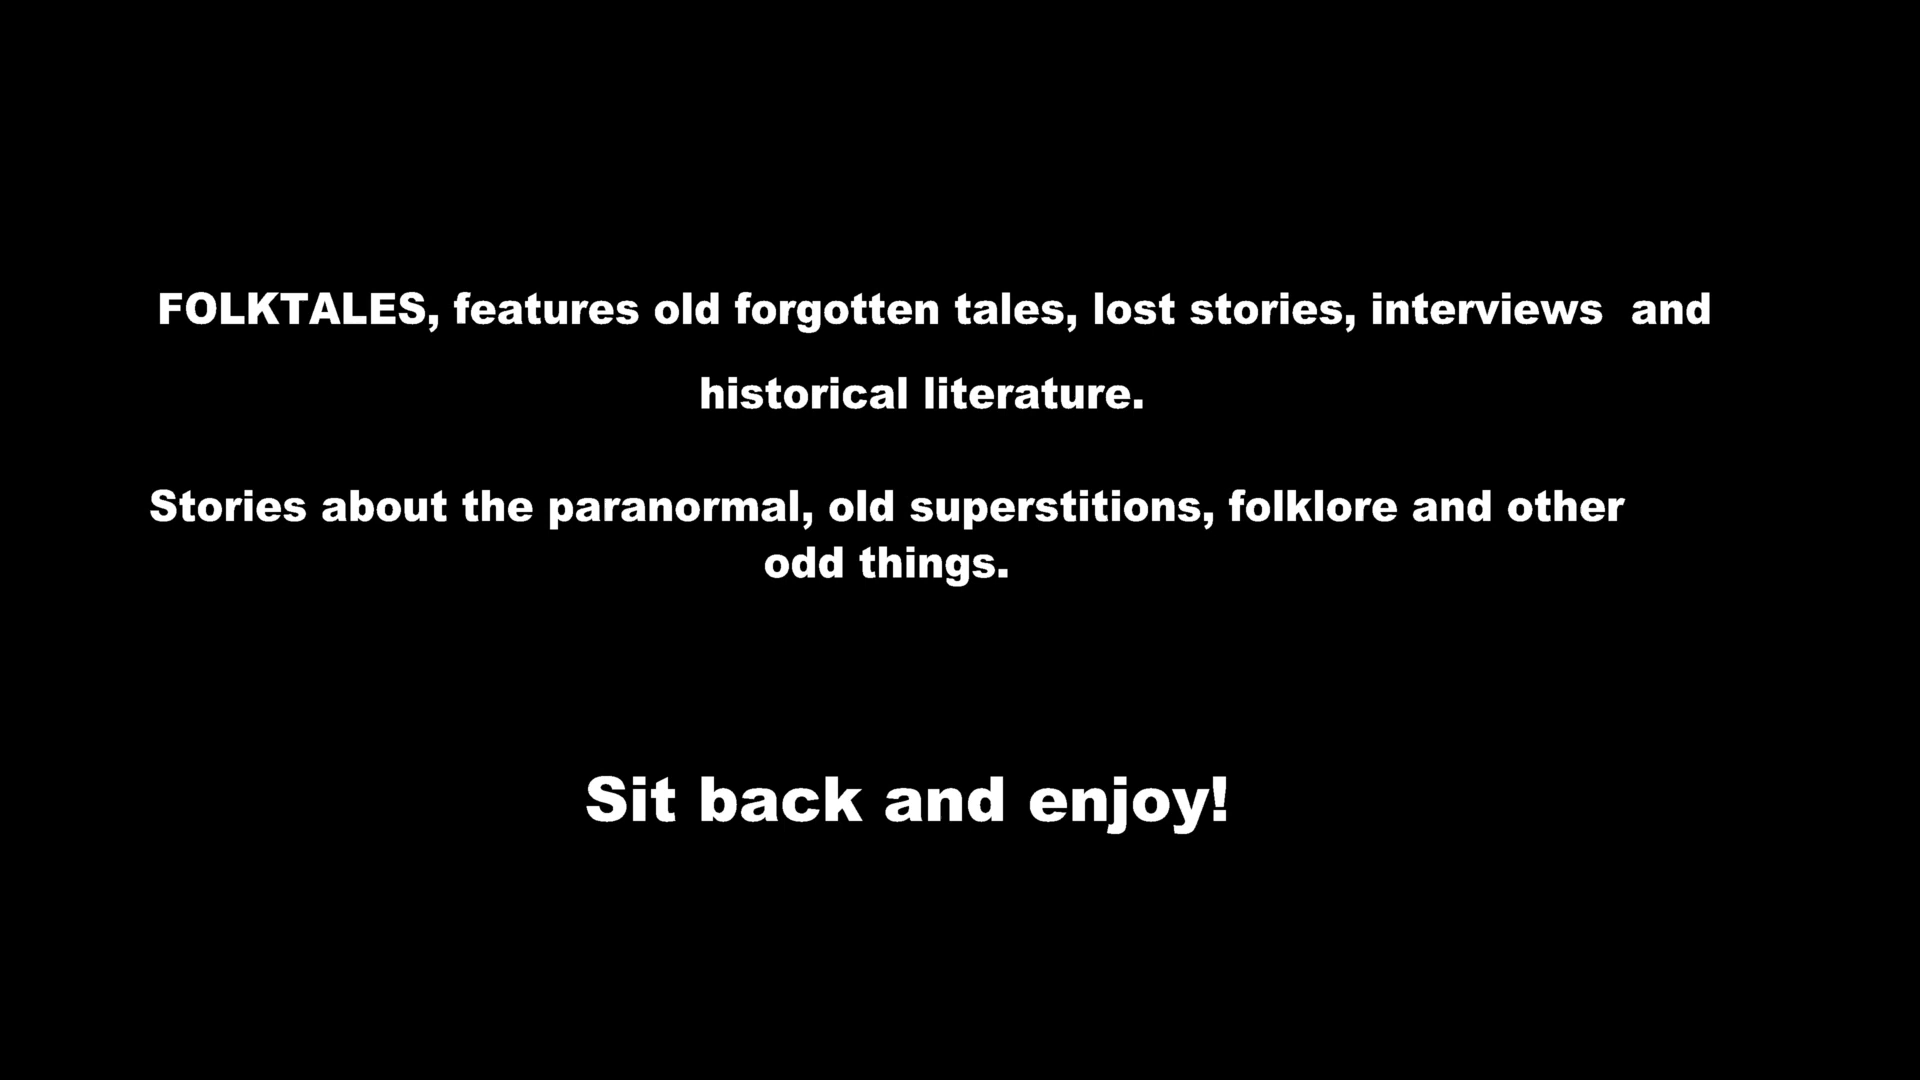 FOLKTALES, features old forgotten tales, lost stories, interviews  and
historical literature.
Stories about the paranormal, old superstitions, folklore and other
odd things.
Sit back and enjoy!